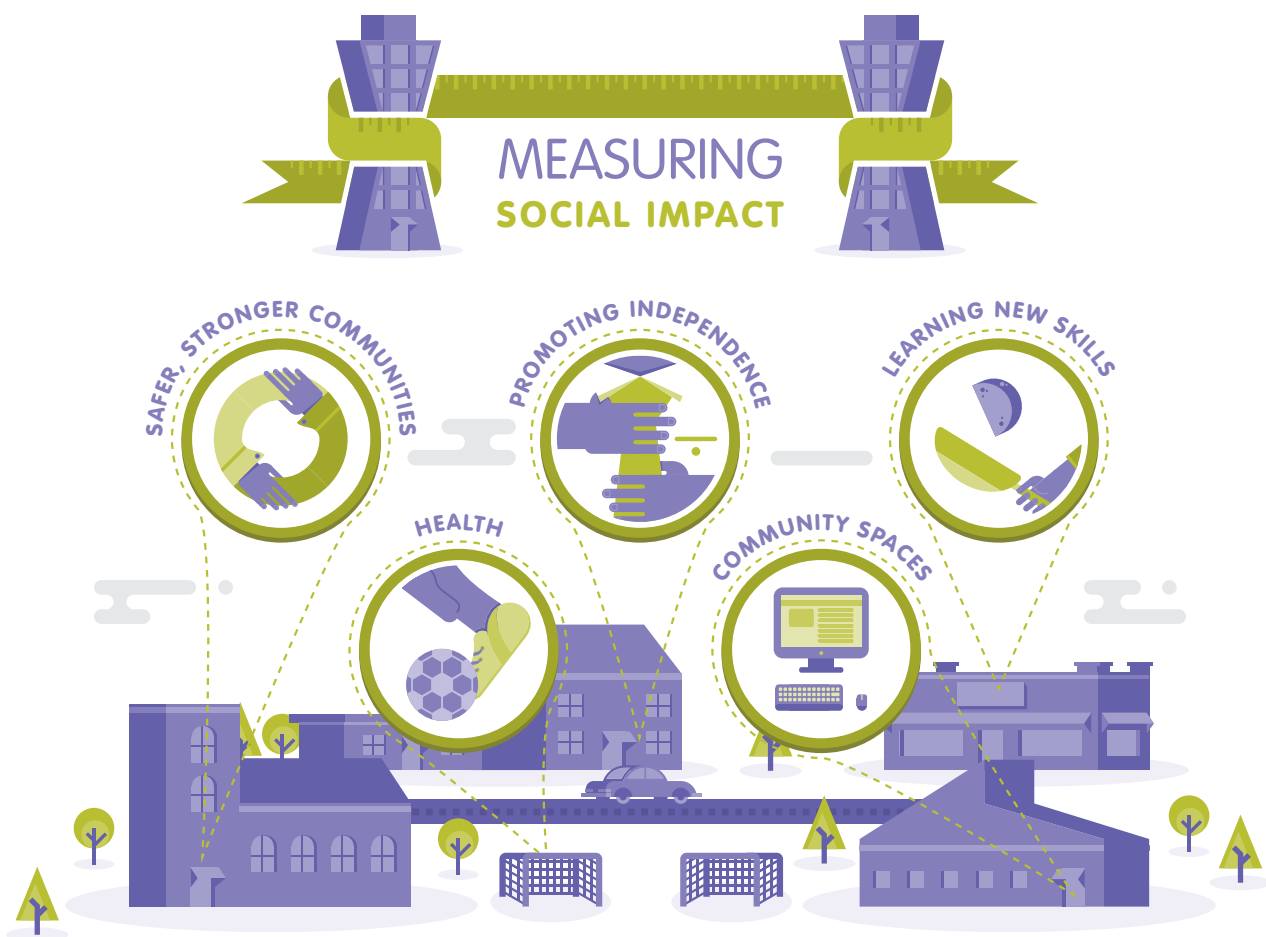 MEASURING
SOCIAL IMPACT
SAFER, STRONGER COMMUNITIES
PROMOTING INDEPENDENCE
LEARNING NEW SKILLS
HEALTH
COMMUNITY SPACES